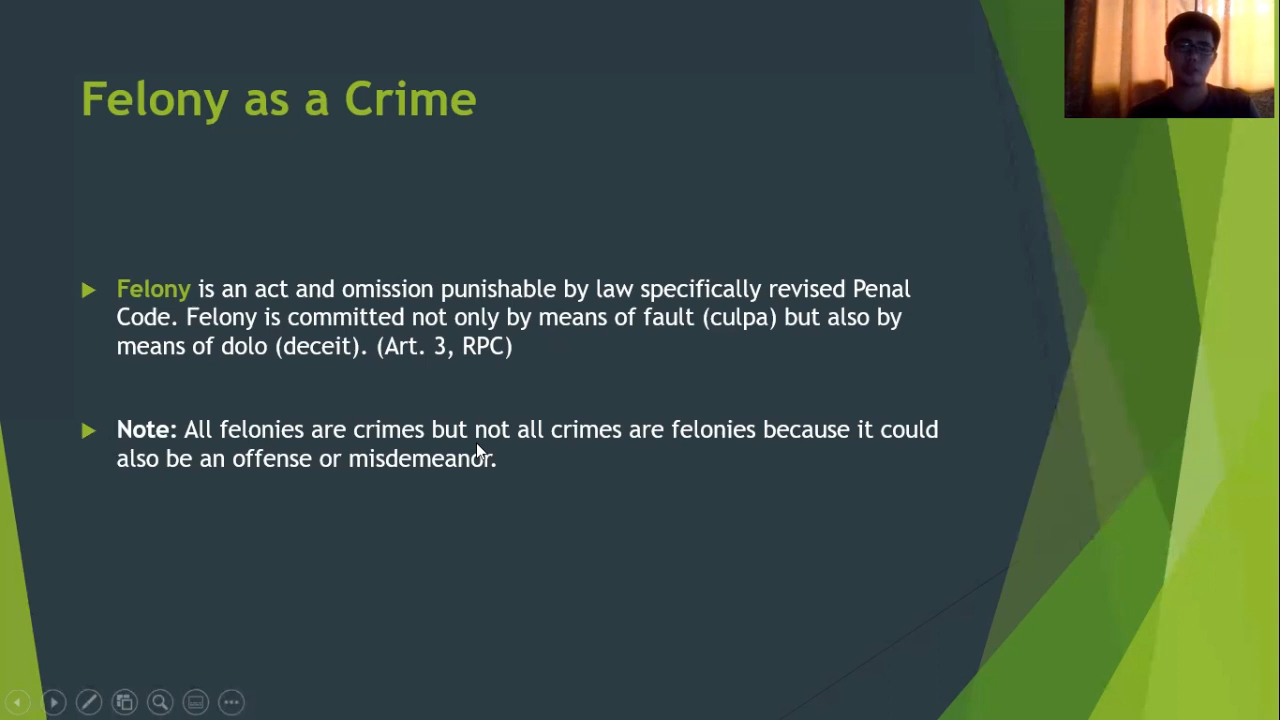 Felony as a Crime
Felony is an act and omission punishable by law specifically revised Penal
Code. Felony is committed not only by means of fault (culpa) but also by
means of dolo (deceit). (Art. 3, RPC)
Note: All felonies are crimes but not all crimes are felonies because it could
also be an offense or misdemeanor.